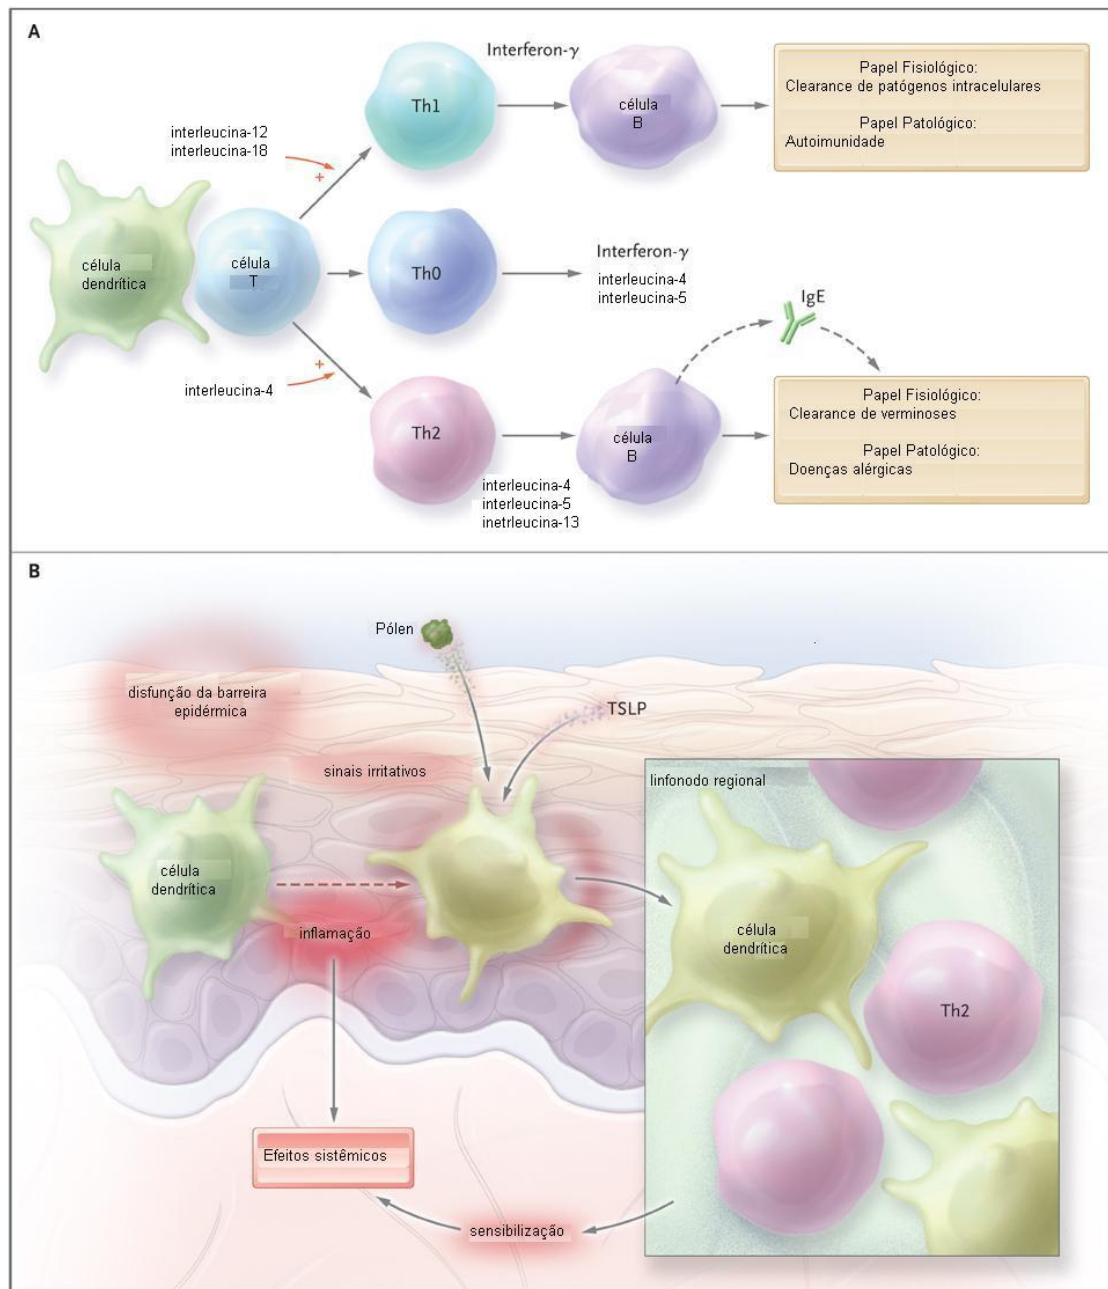 A
Interferon-γ
Th1
célula
B
Papel Fisiológico:
Clearance de patógenos intracelulares
Papel Patológico:
Autoimunidade
interleucina-12
interleucina-18
+
célula
dendrítica
célula
T
Th0
Interferon-γ
interleucina-4
interleucina-5
IgE
+
interleucina-4
Th2
célula
B
Papel Fisiológico:
Clearance de verminoses
Papel Patológico:
Doenças alérgicas
interleucina-4
interleucina-5
inetrleucina-13
B
Pólen
disfunção da barreira
epidérmica
TSLP
sinais irritativos
linfonodo regional
célula
dendrítica
inflamação
célula
dendrítica
Th2
Efeitos sistêmicos
sensibilização